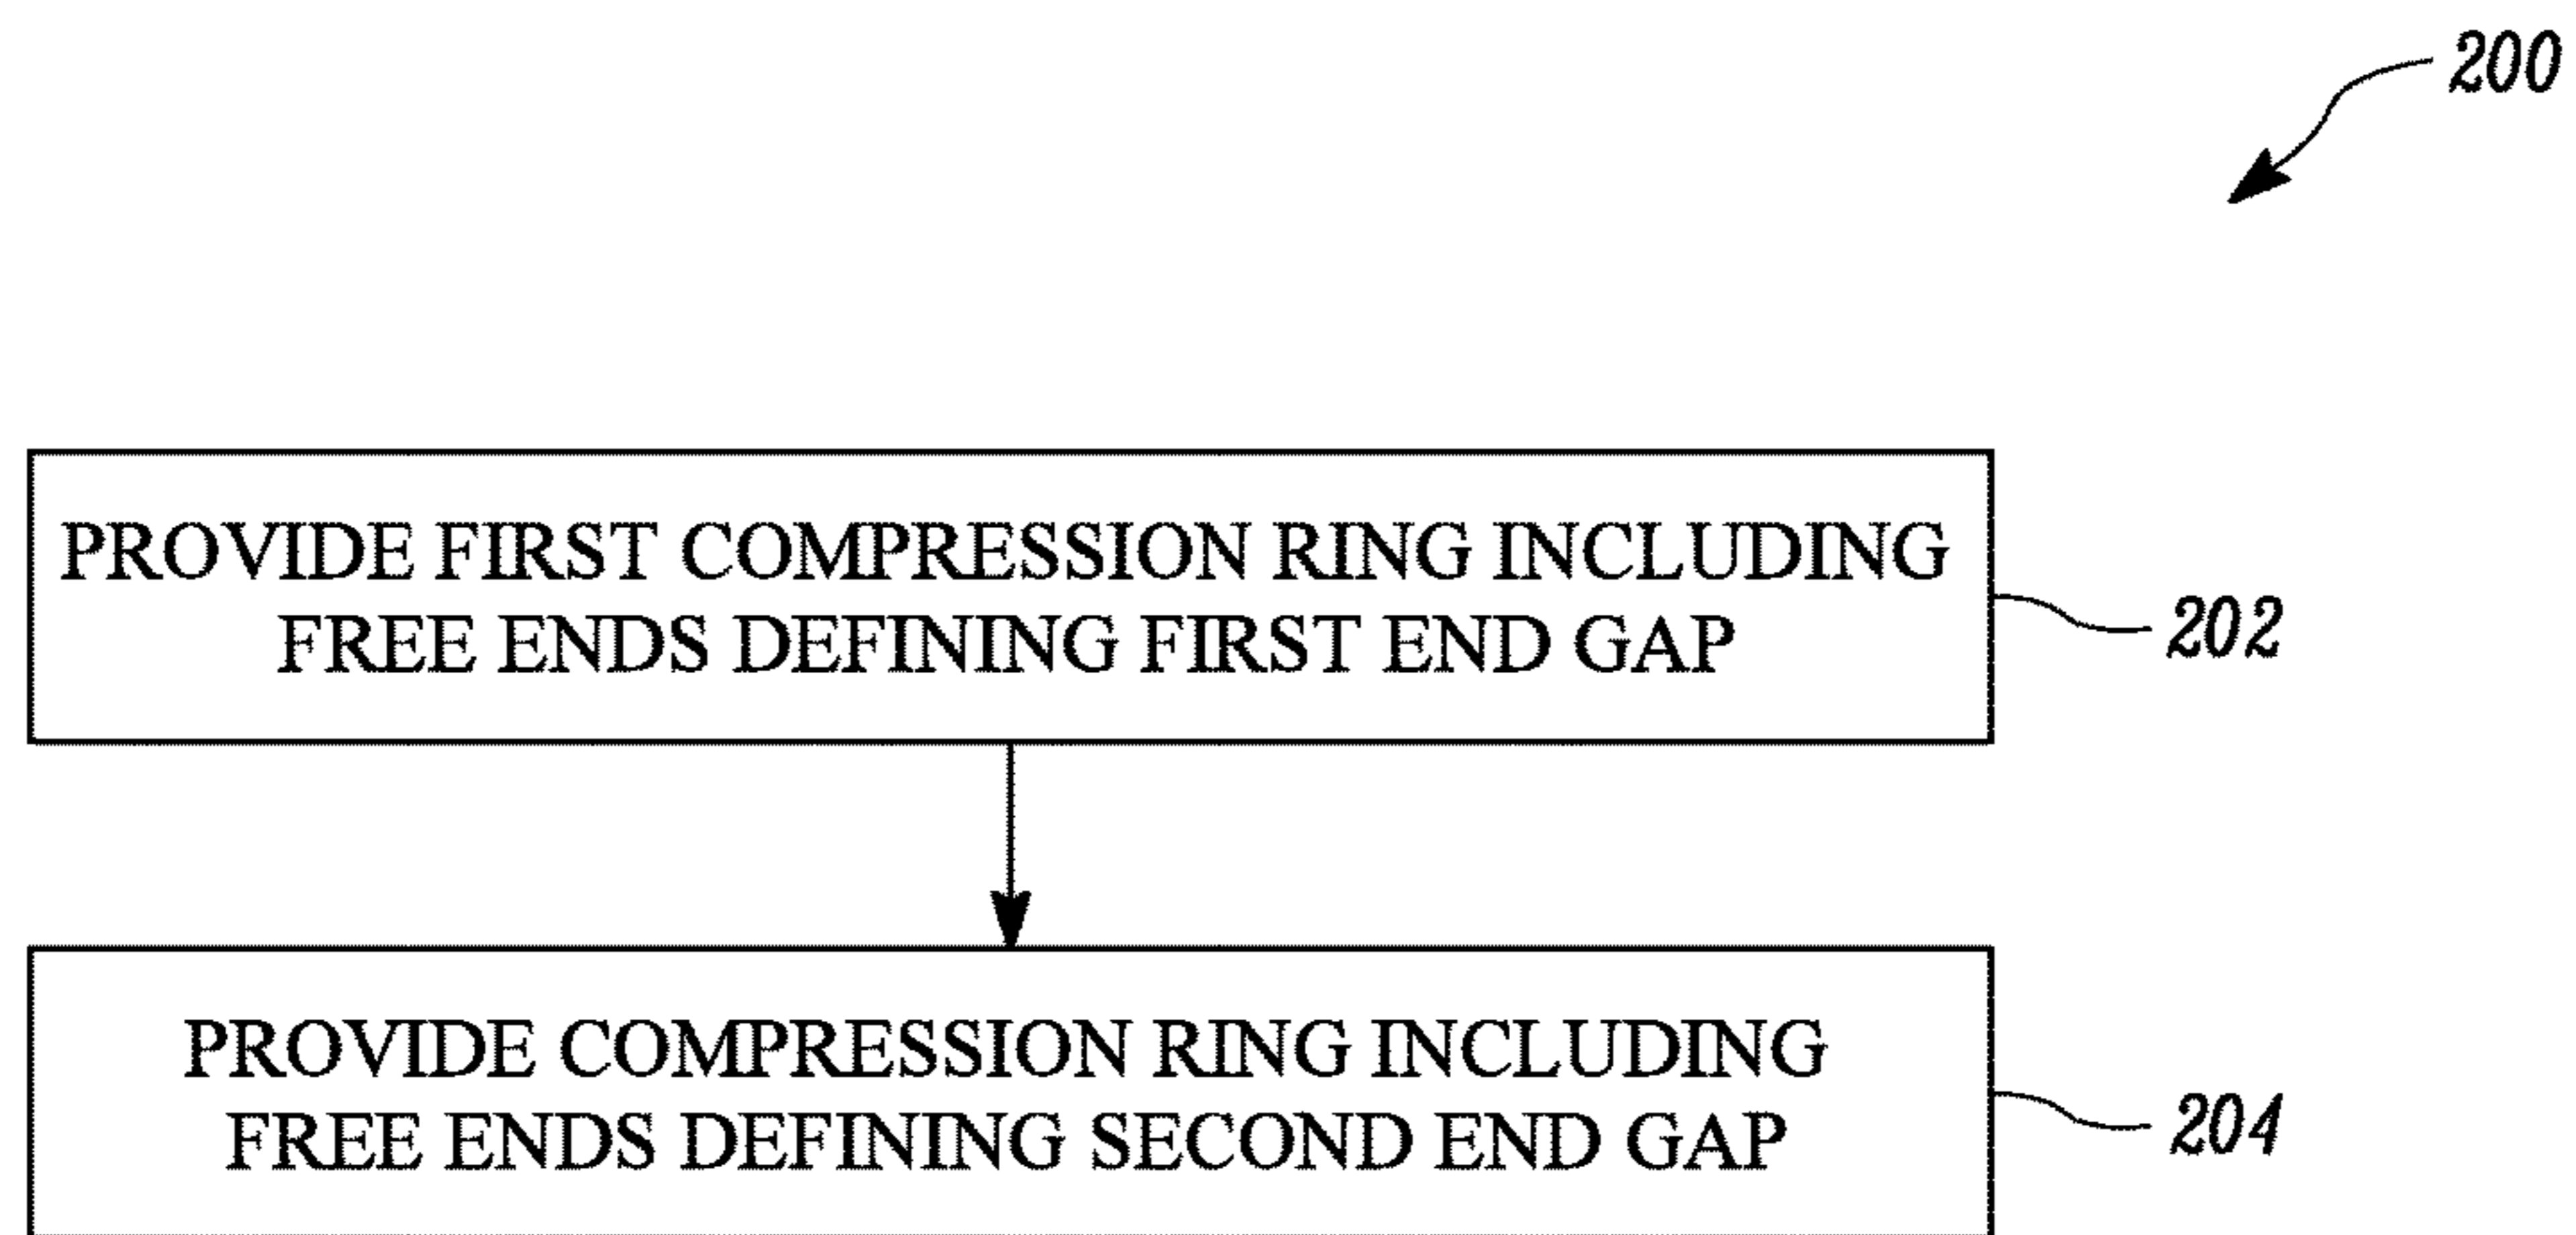 200
PROVIDE FIRST COMPRESSION RING INCLUDING
FREE ENDS DEFINING FIRST END GAP
202
PROVIDE COMPRESSION RING INCLUDING
FREE ENDS DEFINING SECOND END GAP
204